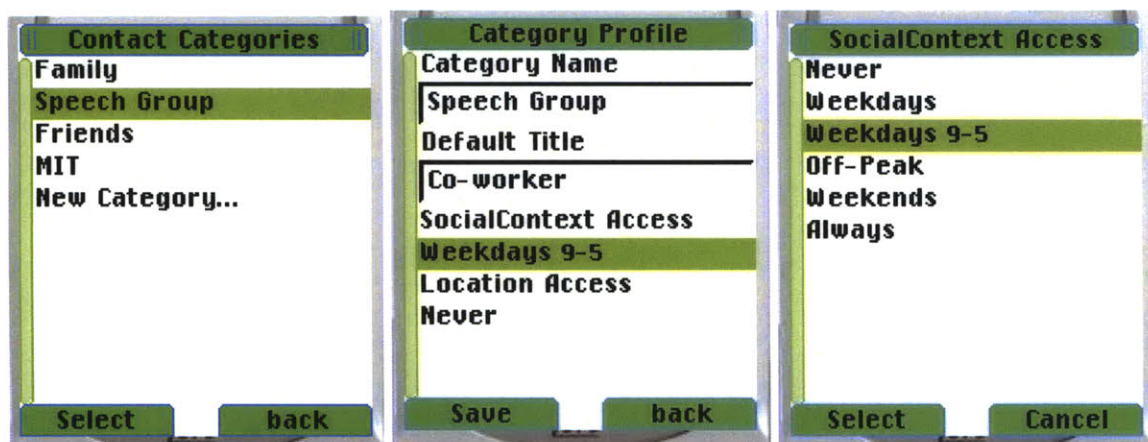 Contact Categories
Family
Speech Group
Friends
MIT
New Category...
Select
back
Category Profile
Category Name
Speech Group
Default Title
Co-worker
SocialContext Access
Weekdays 9-5
Location Access
Never
Save
back
SocialContext Access
Never
Weekdays
Weekdays 9-5
Off-Peak
Weekends
Always
Select
Cancel